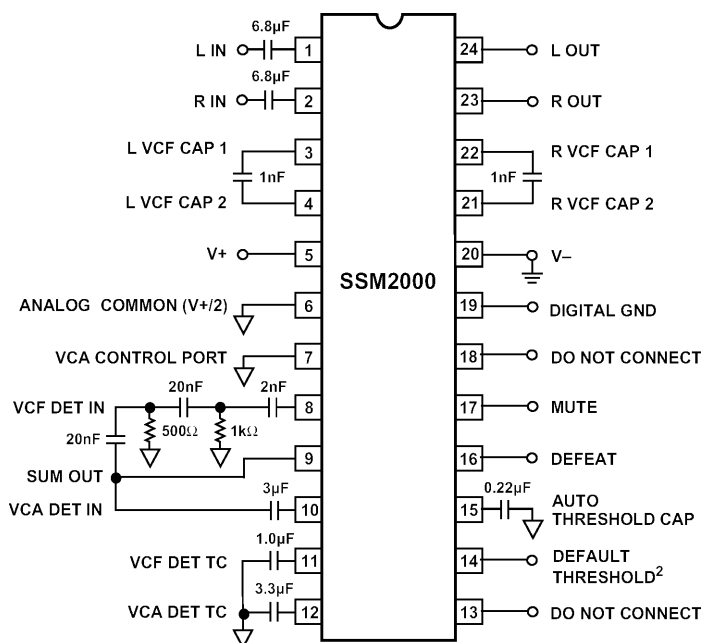 L IN
6.8µF
1
24
L OUT
R IN
6.8µF
2
23
R OUT
L VCF CAP 1
3
22
R VCF CAP 1
1nF
1nF
L VCF CAP 2
4
21
R VCF CAP 2
V+
5
20
V–
SSM2000
ANALOG COMMON (V+/2)
6
19
DIGITAL GND
VCA CONTROL PORT
7
18
DO NOT CONNECT
20nF
2nF
VCF DET IN
8
17
MUTE
20nF
500Ω
1kΩ
SUM OUT
9
16
DEFEAT
VCA DET IN
3µF
10
15
0.22µF
AUTO
THRESHOLD CAP
VCF DET TC
1.0µF
11
14
DEFAULT
THRESHOLD²
VCA DET TC
3.3µF
12
13
DO NOT CONNECT